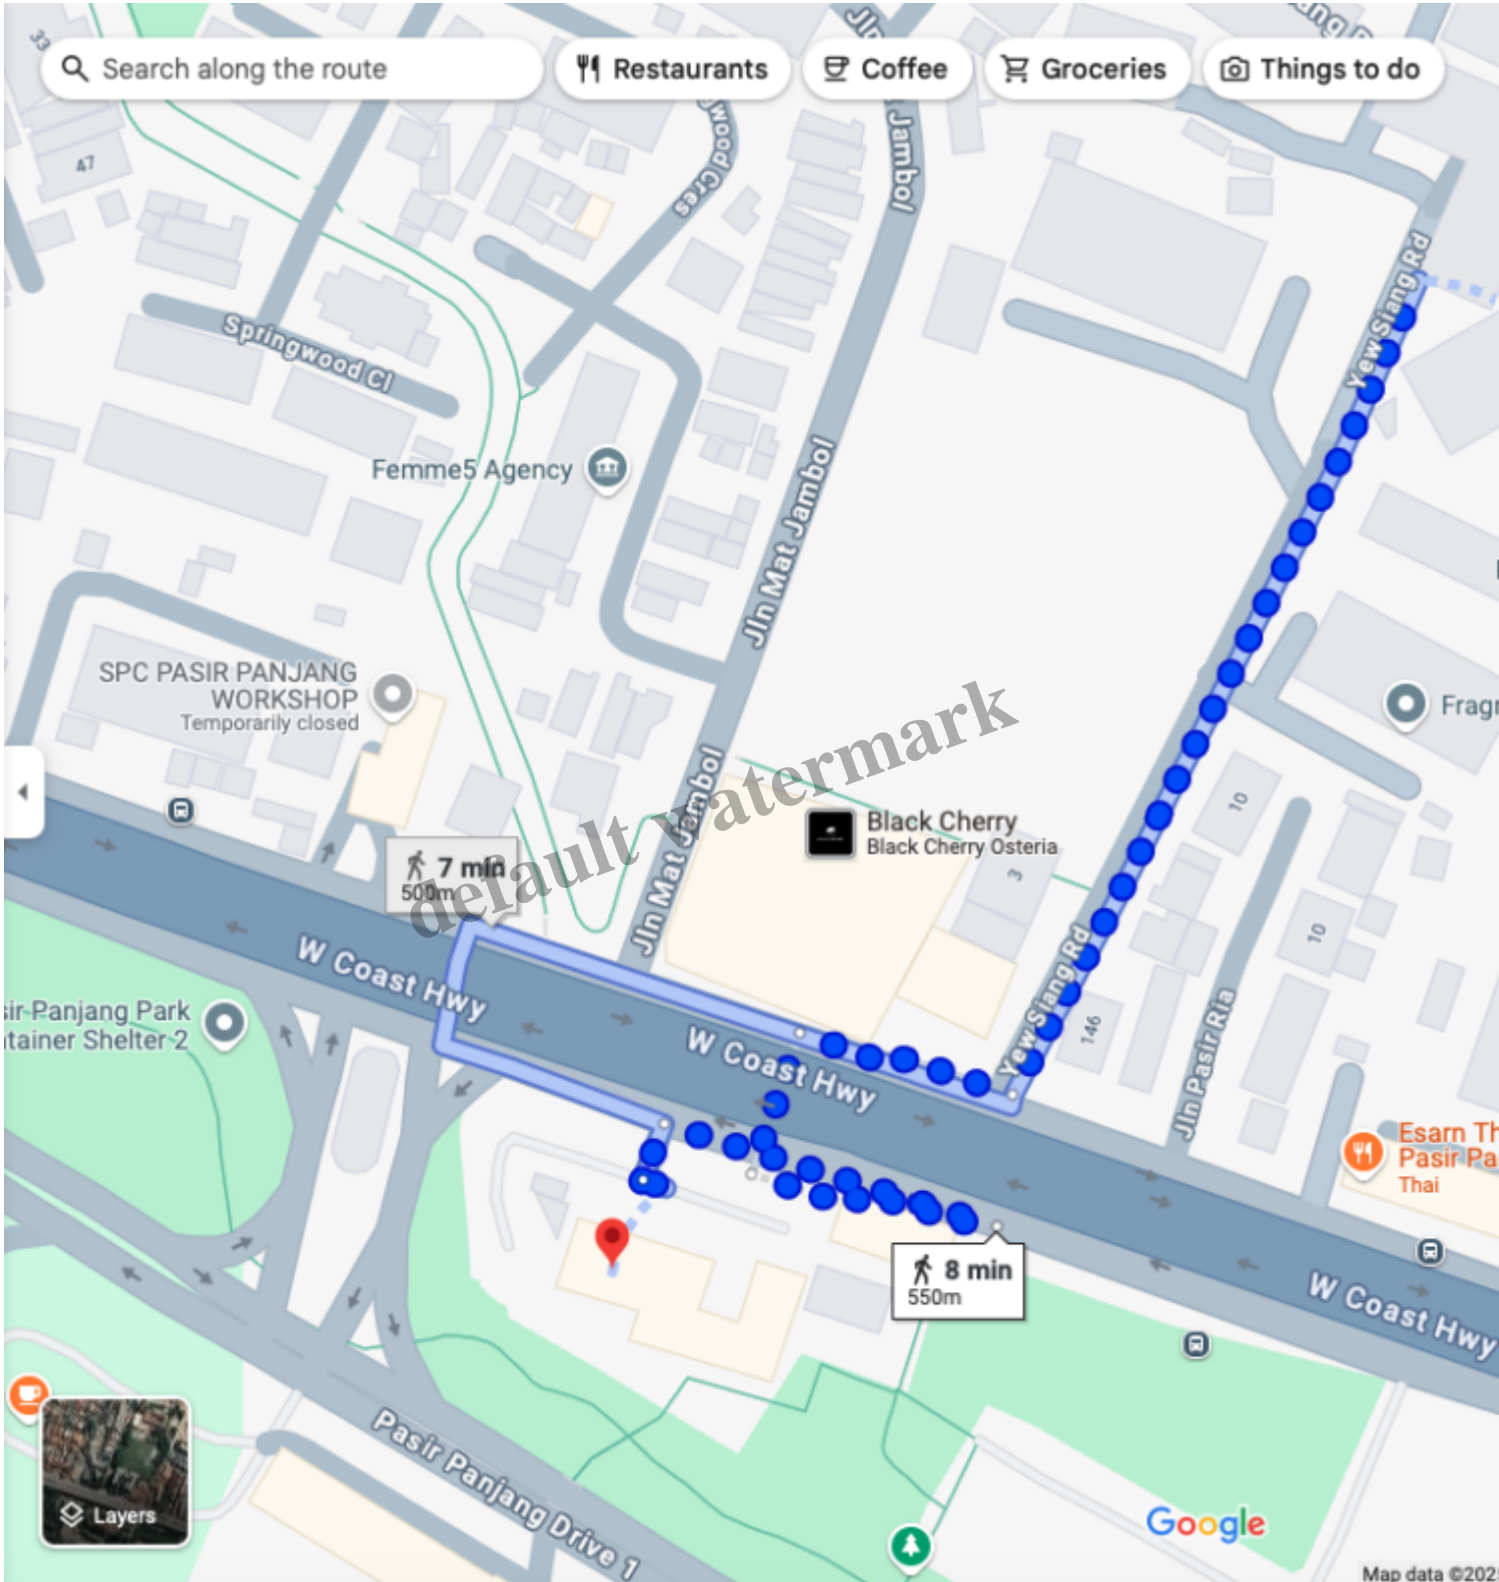 33
Search along the route
Restaurants
Coffee
Groceries
Things to do
47
Jambol
Yew Siang Rd
Springwood Cl
Femme5 Agency
Jln Mat Jambol
SPC PASIR PANJANG
WORKSHOP
Temporarily closed
Fragr
default watermark
Jln Mat Jambol
10
Black Cherry
Black Cherry Osteria
3
7 min
500m
10
W Coast Hwy
Yew Siang Rd
sir Panjang Park
ntainer Shelter 2
146
W Coast Hwy
Jln Pasir Ria
Esarn Th
Pasir Pa
Thai
8 min
550m
W Coast Hwy
Pasir Panjang Drive 1
Layers
Google
Map data ©202